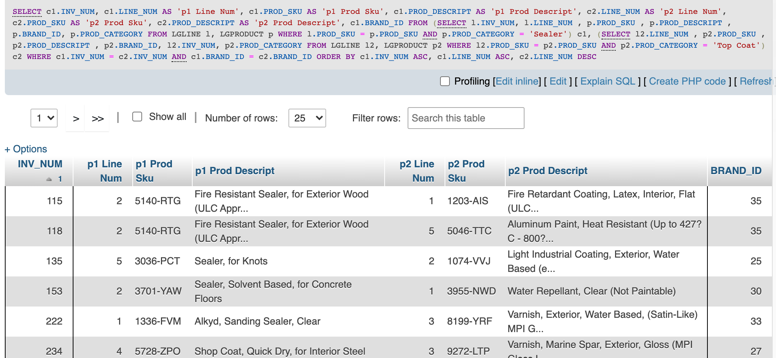 SELECT c1.INV_NUM, c1.LINE_NUM AS 'p1 Line Num', c1.PROD_SKU AS 'p1 Prod Sku', c1.PROD_DESCRIPT AS 'p1 Prod Descript', c2.LINE_NUM AS 'p2 Line Num',
c2.PROD_SKU AS 'p2 Prod Sku', c2.PROD_DESCRIPT AS 'p2 Prod Descript', c1.BRAND_ID FROM (SELECT l.INV_NUM, l.LINE_NUM , p.PROD_SKU , p.PROD_DESCRIPT ,
p.BRAND_ID, p.PROD_CATEGORY FROM LGLINE l, LGPRODUCT p WHERE l.PROD_SKU = p.PROD_SKU AND p.PROD_CATEGORY = 'Sealer') c1, (SELECT l2.LINE_NUM , p2.PROD_SKU ,
p2.PROD_DESCRIPT , p2.BRAND_ID, l2.INV_NUM, p2.PROD_CATEGORY FROM LGLINE l2, LGPRODUCT p2 WHERE l2.PROD_SKU = p2.PROD_SKU AND p2.PROD_CATEGORY = 'Top Coat')
c2 WHERE c1.INV_NUM = c2.INV_NUM AND c1.BRAND_ID = c2.BRAND_ID ORDER BY c1.INV_NUM ASC, c1.LINE_NUM ASC, c2.LINE_NUM DESC
Profiling [Edit inline] [ Edit ] [ Explain SQL ] [ Create PHP code ] [ Refresh
1 > >> | Show all | Number of rows: 25 Filter rows: Search this table
+ Options
INV_NUM 1 p1 Line Num p1 Prod Sku p1 Prod Descript p2 Line Num p2 Prod Sku p2 Prod Descript BRAND_ID
115 2 5140-RTG Fire Resistant Sealer, for Exterior Wood (ULC Appr... 1 1203-AIS Fire Retardant Coating, Latex, Interior, Flat (ULC... 35
118 2 5140-RTG Fire Resistant Sealer, for Exterior Wood (ULC Appr... 5 5046-TTC Aluminum Paint, Heat Resistant (Up to 427? C - 800?... 35
135 5 3036-PCT Sealer, for Knots 2 1074-VVJ Light Industrial Coating, Exterior, Water Based (e... 25
153 2 3701-YAW Sealer, Solvent Based, for Concrete Floors 1 3955-NWD Water Repellant, Clear (Not Paintable) 30
222 1 1336-FVM Alkyd, Sanding Sealer, Clear 3 8199-YRF Varnish, Exterior, Water Based, (Satin-Like) MPI G... 33
234 4 5728-ZPO Shop Coat, Quick Dry, for Interior Steel 3 9272-LTP Varnish, Marine Spar, Exterior, Gloss (MPI 27